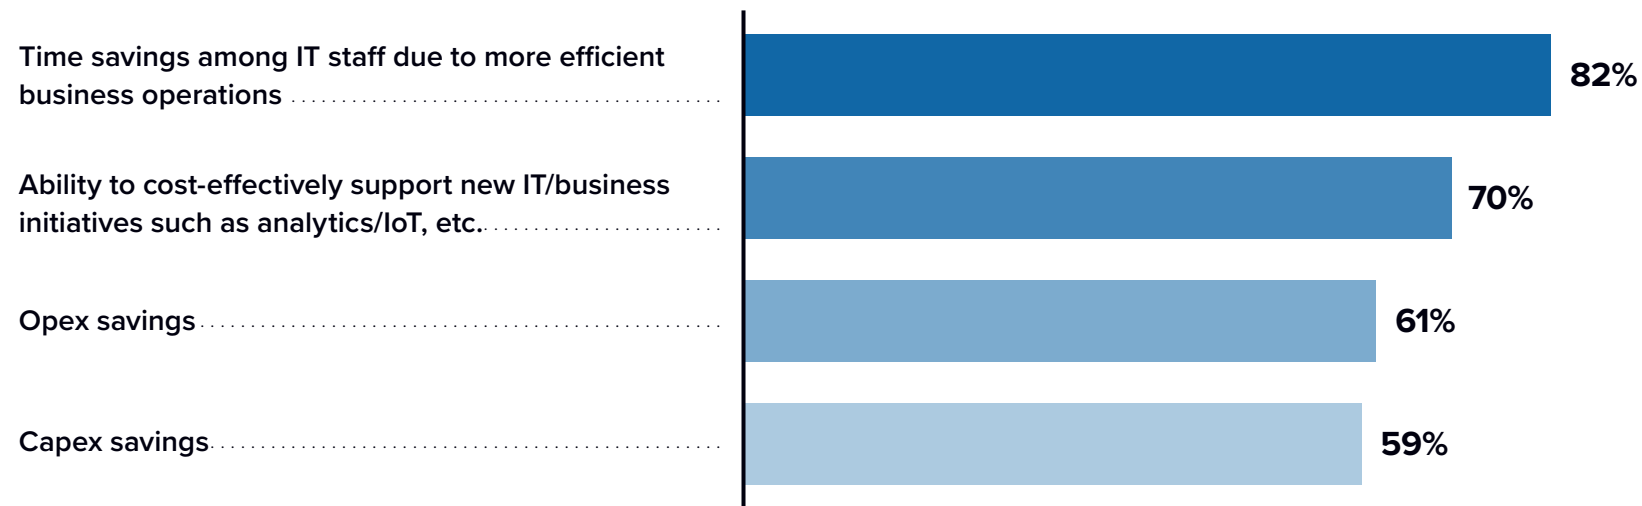 Time savings among IT staff due to more efficient
business operations
82%
Ability to cost-effectively support new IT/business
initiatives such as analytics/IoT, etc.
70%
Opex savings
61%
Capex savings
59%